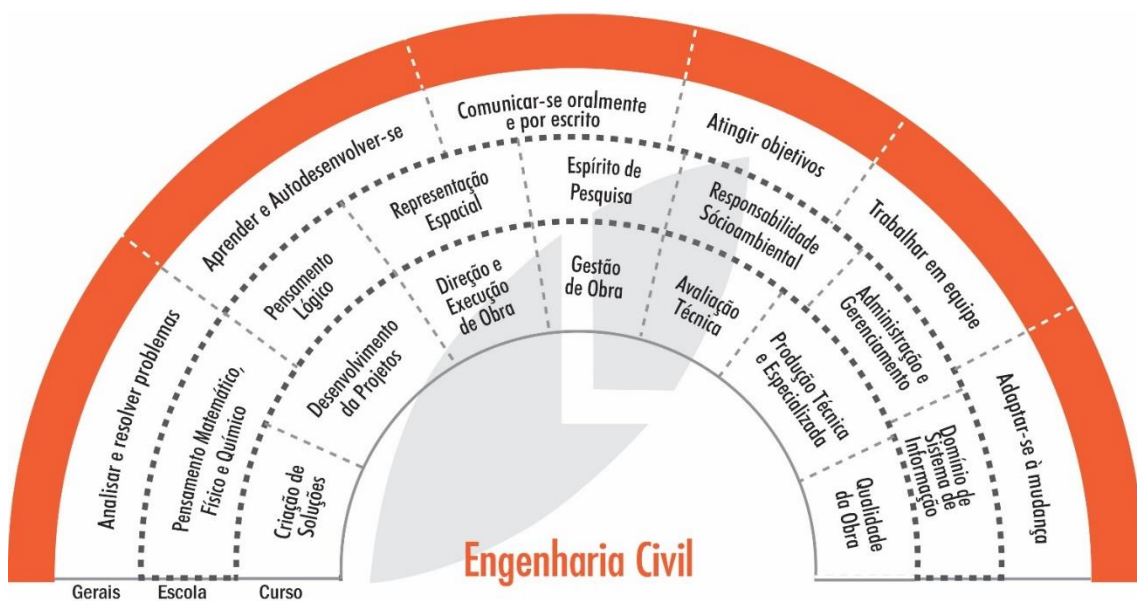 Analisar e resolver problemas
Aprender e Autodesenvolver-se
Comunicar-se oralmente
e por escrito
Atingir objetivos
Trabalhar em equipe
Adaptar-se à mudança
Pensamento Matemático,
Físico e Químico
Pensamento
Lógico
Representação
Espacial
Espírito de
Pesquisa
Responsabilidade
Sócioambiental
Administração e
Gerenciamento
Domínio de
Sistema de
Informação
Criação de
Soluções
Desenvolvimento
da Projetos
Direção e
Execução
de Obra
Gestão
de Obra
Avaliação
Técnica
Produção Técnica
e Especializada
Qualidade
da Obra
Engenharia Civil
Gerais Escola Curso